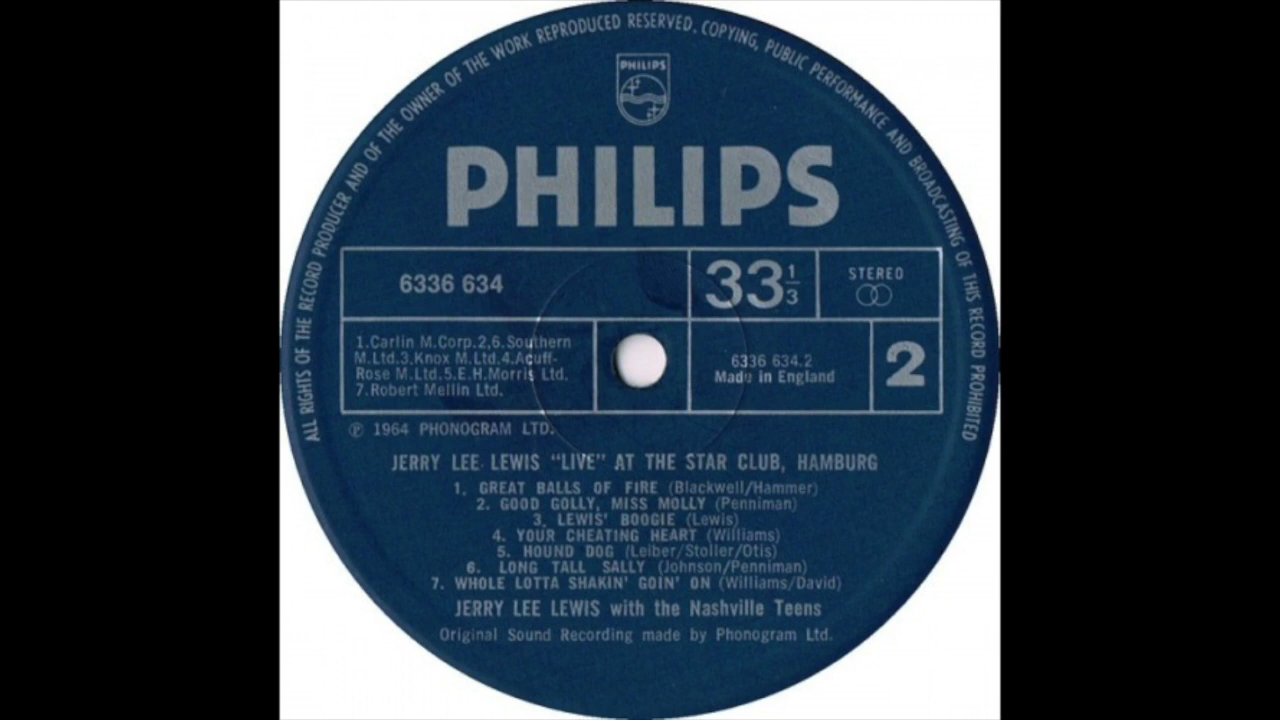 ALL RIGHTS OF THE RECORD PRODUCER AND OF THE OWNER OF THE WORK REPRODUCED RESERVED. COPYING, PUBLIC PERFORMANCE AND BROADCASTING OF THIS RECORD PROHIBITED
PHILIPS
PHILIPS
6336 634
33 1/3
STEREO
1.Carlin M.Corp.2,6.Southern
M.Ltd.3.Knox M.Ltd.4.Acuff-
Rose M.Ltd.5.E.H.Morris Ltd.
7.Robert Mellin Ltd.
6336 634.2
Made in England
2
Ⓟ 1964 PHONOGRAM LTD.
JERRY LEE LEWIS "LIVE" AT THE STAR CLUB, HAMBURG
1. GREAT BALLS OF FIRE (Blackwell/Hammer)
2. GOOD GOLLY, MISS MOLLY (Penniman)
3. LEWIS' BOOGIE (Lewis)
4. YOUR CHEATING HEART (Williams)
5. HOUND DOG (Leiber/Stoller/Otis)
6. LONG TALL SALLY (Johnson/Penniman)
7. WHOLE LOTTA SHAKIN' GOIN' ON (Williams/David)
JERRY LEE LEWIS with the Nashville Teens
Original Sound Recording made by Phonogram Ltd.